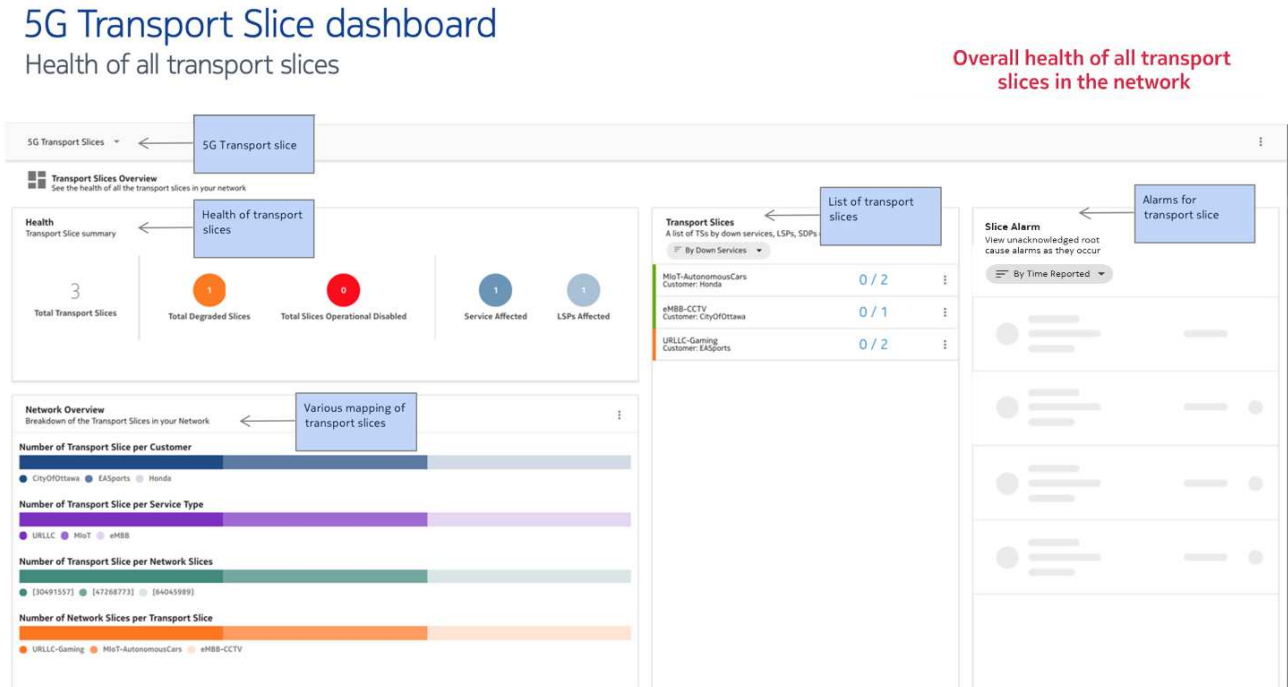 5G Transport Slice dashboard
Health of all transport slices
Overall health of all transport
slices in the network
5G Transport Slices
5G Transport slice
Transport Slices Overview
See the health of all the transport slices in your network
Health
Transport Slice summary
Health of transport
slices
3
Total Transport Slices
1
Total Degraded Slices
0
Total Slices Operational Disabled
1
Service Affected
1
LSPs Affected
Network Overview
Breakdown of the Transport Slices in your Network
Various mapping of
transport slices
Number of Transport Slice per Customer
CityOfOttawa EASports Honda
Number of Transport Slice per Service Type
URLLC MIoT eMBB
Number of Transport Slice per Network Slices
[30491557] [47268773] [64045989]
Number of Network Slices per Transport Slice
URLLC-Gaming MIoT-AutonomousCars eMBB-CCTV
Transport Slices
A list of TSs by down services, LSPs, SDPs
List of transport
slices
By Down Services
MIoT-AutonomousCars
Customer: Honda
0 / 2
eMBB-CCTV
Customer: CityOfOttawa
0 / 1
URLLC-Gaming
Customer: EASports
0 / 2
Alarms for
transport slice
Slice Alarm
View unacknowledged root
cause alarms as they occur
By Time Reported